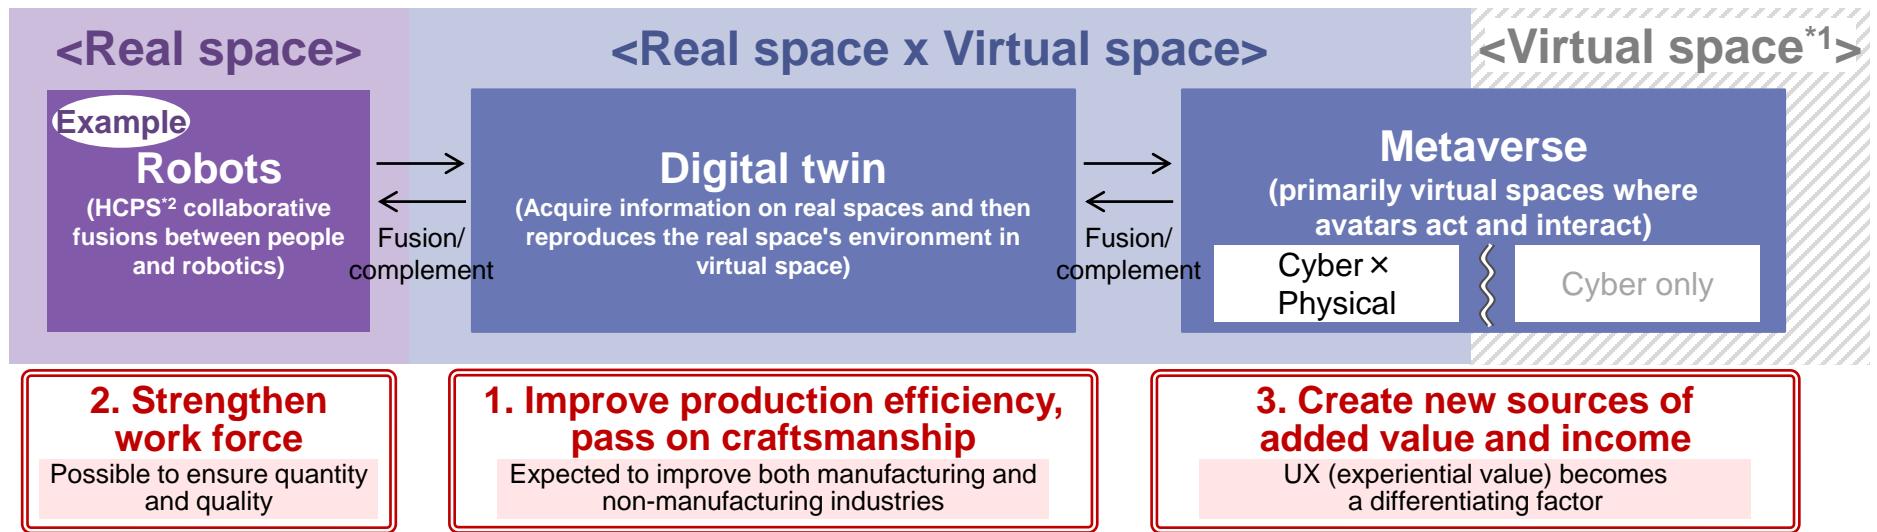 <Real space>
<Real space x Virtual space>
<Virtual space*1>
Example
Robots
(HCPS*2 collaborative
fusions between people
and robotics)
Fusion/
complement
Digital twin
(Acquire information on real spaces and then
reproduces the real space's environment in
virtual space)
Fusion/
complement
Metaverse
(primarily virtual spaces where
avatars act and interact)
Cyber ×
Physical
Cyber only
2. Strengthen
work force
Possible to ensure quantity
and quality
1. Improve production efficiency,
pass on craftsmanship
Expected to improve both manufacturing and
non-manufacturing industries
3. Create new sources of
added value and income
UX (experiential value) becomes
a differentiating factor